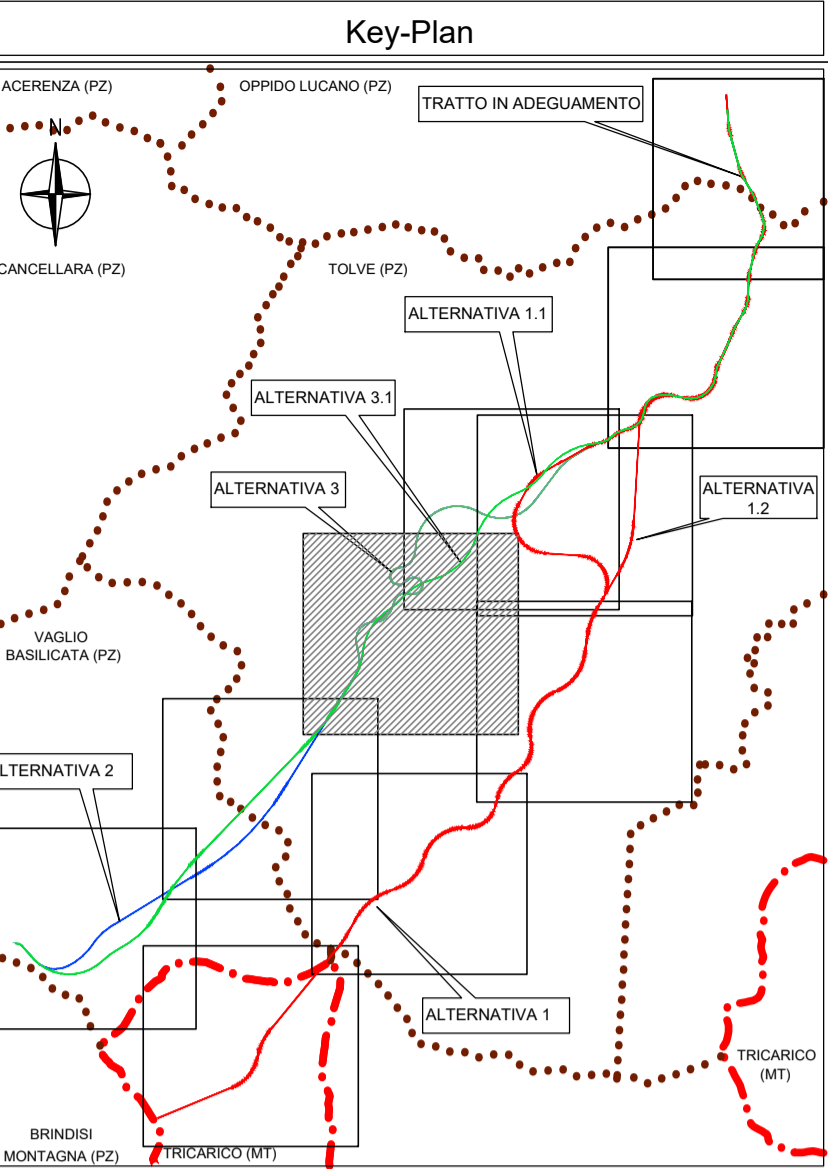 Key-Plan
ACERENZA (PZ)
OPPIDO LUCANO (PZ)
TRATTO IN ADEGUAMENTO
N
CANCELLARA (PZ)
TOLVE (PZ)
ALTERNATIVA 1.1
ALTERNATIVA 3.1
ALTERNATIVA 3
ALTERNATIVA
1.2
VAGLIO
BASILICATA (PZ)
LTERNATIVA 2
ALTERNATIVA 1
TRICARICO
(MT)
BRINDISI
MONTAGNA (PZ)
TRICARICO (MT)